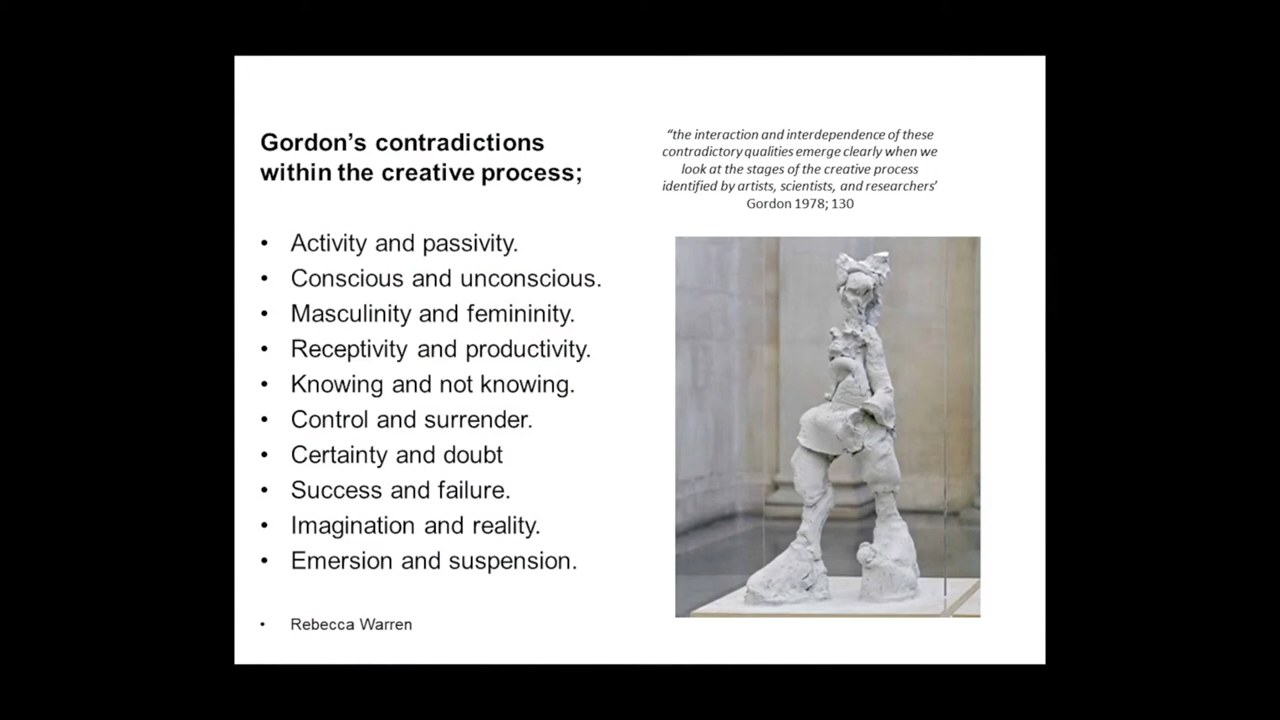 Gordon’s contradictions
within the creative process;
• Activity and passivity.
• Conscious and unconscious.
• Masculinity and femininity.
• Receptivity and productivity.
• Knowing and not knowing.
• Control and surrender.
• Certainty and doubt
• Success and failure.
• Imagination and reality.
• Emersion and suspension.
• Rebecca Warren
“the interaction and interdependence of these
contradictory qualities emerge clearly when we
look at the stages of the creative process
identified by artists, scientists, and researchers’
Gordon 1978; 130